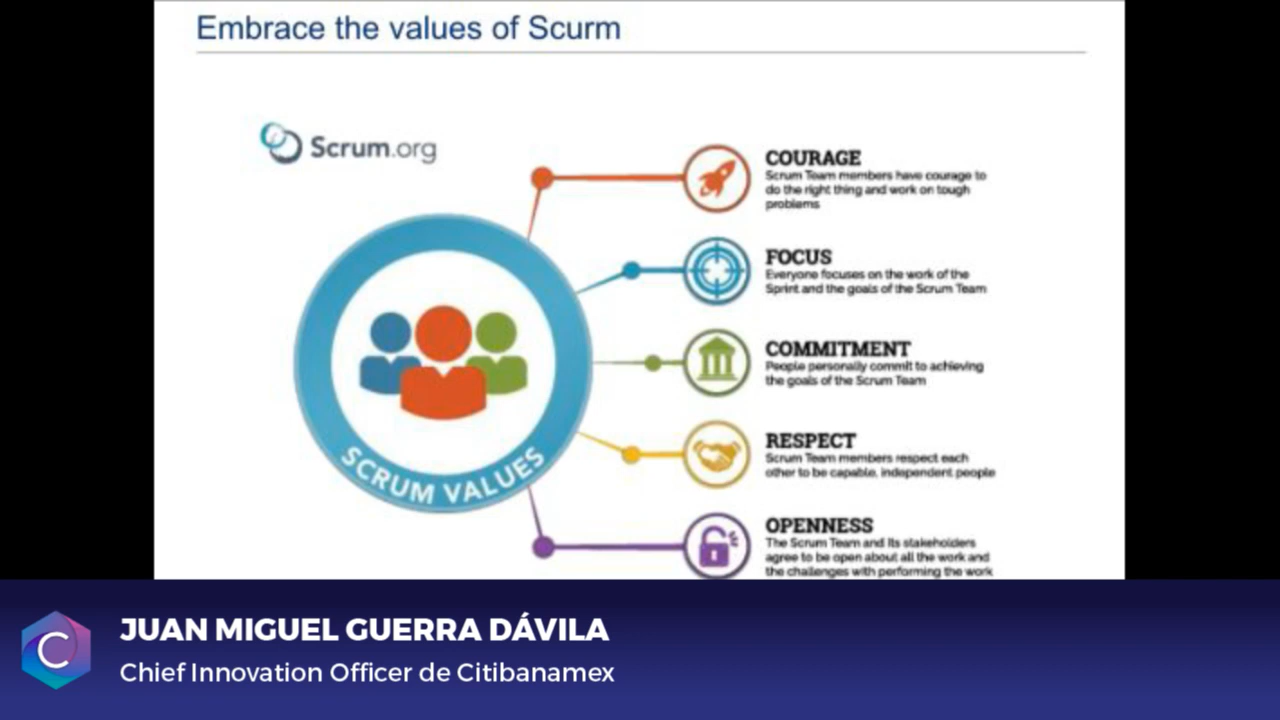 Embrace the values of Scurm
Scrum.org
COURAGE
Scrum Team members have courage to
do the right thing and work on tough
problems
FOCUS
Everyone focuses on the work of the
Sprint and the goals of the Scrum Team
COMMITMENT
People personally commit to achieving
the goals of the Scrum Team
RESPECT
Scrum Team members respect each
other to be capable, independent people
OPENNESS
The Scrum Team and its stakeholders
agree to be open about all the work and
the challenges with performing the work
SCRUM VALUES
C
JUAN MIGUEL GUERRA DÁVILA
Chief Innovation Officer de Citibanamex